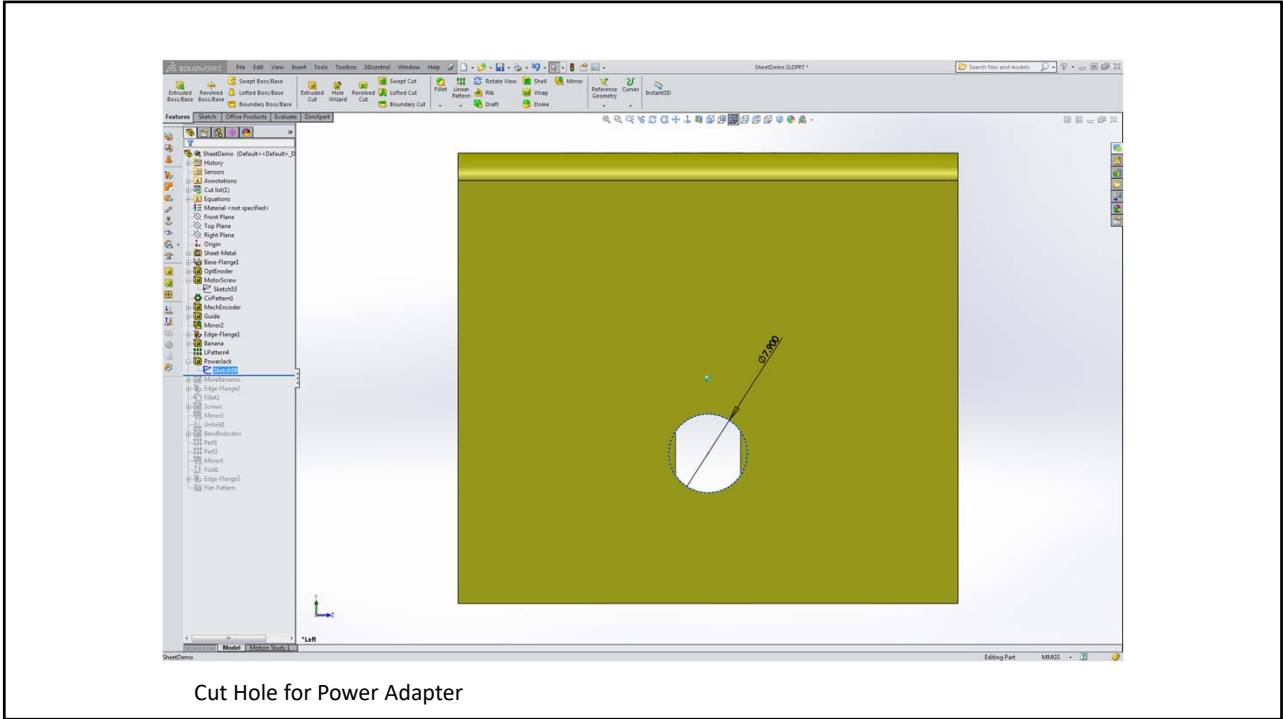 SOLIDWORKS File Edit View Insert Tools Toolbox 3Dcontrol Window Help SheetDemo.SLDPRT * Search files and models
Extruded Boss/Base Revolved Boss/Base Swept Boss/Base Lofted Boss/Base Boundary Boss/Base Extruded Cut Hole Wizard Revolved Cut Swept Cut Lofted Cut Boundary Cut Fillet Linear Pattern Rotate View Rib Draft Shell Wrap Dome Mirror Reference Geometry Curves Instant3D
Features Sketch Office Products Evaluate DimXpert
SheetDemo (Default<<Default>_D
History
Sensors
Annotations
Cut list(1)
Equations
Material <not specified>
Front Plane
Top Plane
Right Plane
Origin
Sheet-Metal
Base-Flange1
OptEnoder
MotorScrew
Sketch53
CirPattern1
MechEncoder
Guide
Mirror2
Edge-Flange1
Banana
LPattern4
PowerJack
MoreBananas
Edge-Flange2
Fillet2
Screws
Mirror3
Unfold1
BendIndicator
Perf1
Perf2
Fold1
Edge-Flange3
Flat-Pattern
Ø7.900
Y
Z
*Left
Model Motion Study 1
SheetDemo Editing Part MMGS
Cut Hole for Power Adapter